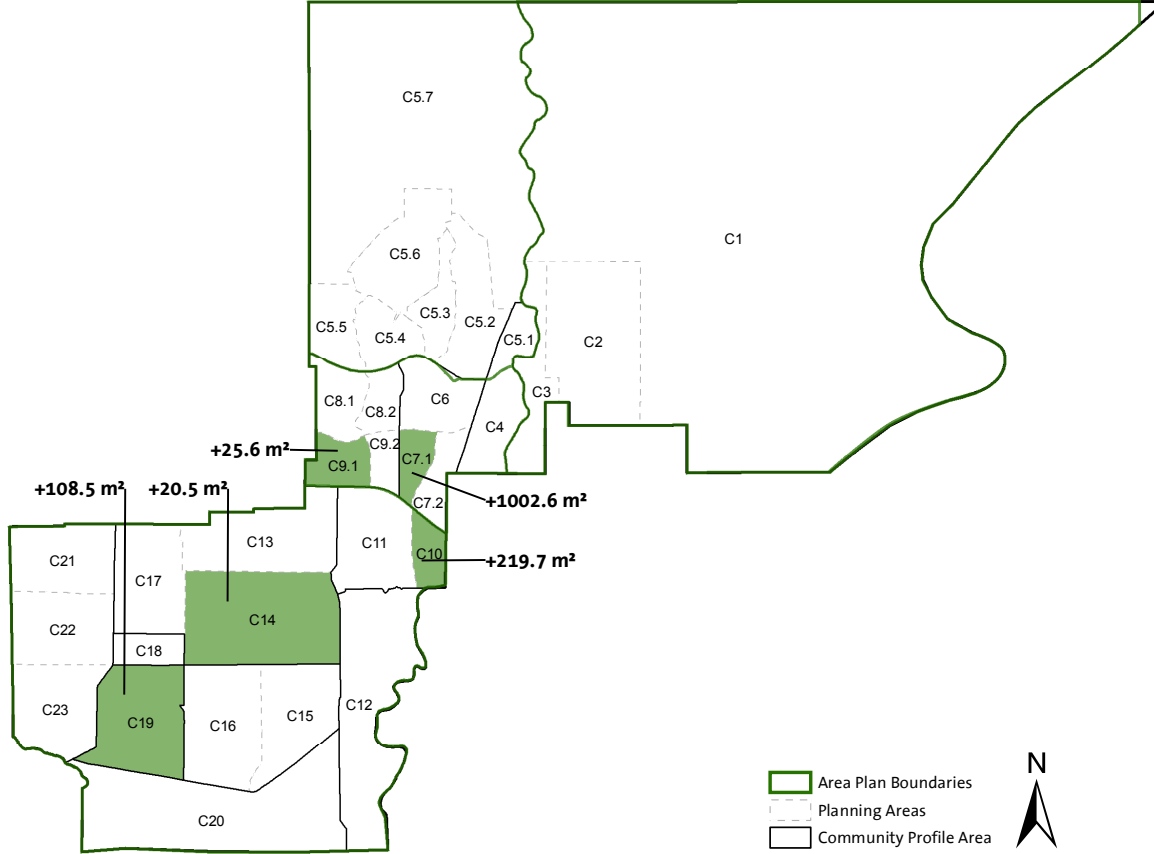 C5.7
C1
C5.6
C5.3
C5.2
C5.5
C5.4
C5.1
C2
C3
C8.1
C8.2
C6
C4
C9.2
+25.6 m²
C9.1
C7.1
+108.5 m²
+20.5 m²
+1002.6 m²
C7.2
C13
C11
C10
+219.7 m²
C21
C17
C14
C22
C18
C23
C19
C16
C15
C12
C20
N
Area Plan Boundaries
Planning Areas
Community Profile Area